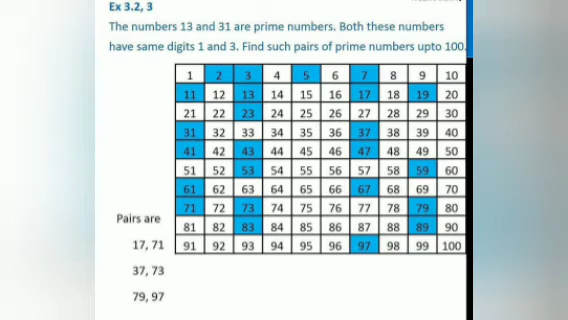 Ex 3.2, 3
The numbers 13 and 31 are prime numbers. Both these numbers
have same digits 1 and 3. Find such pairs of prime numbers upto 100.
1 2 3 4 5 6 7 8 9 10
11 12 13 14 15 16 17 18 19 20
21 22 23 24 25 26 27 28 29 30
31 32 33 34 35 36 37 38 39 40
41 42 43 44 45 46 47 48 49 50
51 52 53 54 55 56 57 58 59 60
61 62 63 64 65 66 67 68 69 70
71 72 73 74 75 76 77 78 79 80
81 82 83 84 85 86 87 88 89 90
91 92 93 94 95 96 97 98 99 100
Pairs are
17, 71
37, 73
79, 97